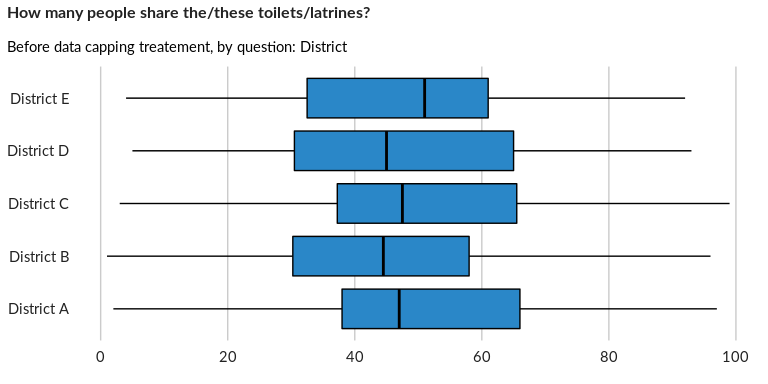 How many people share the/these toilets/latrines?
Before data capping treatement, by question: District
District E
District D
District C
District B
District A
0 20 40 60 80 100